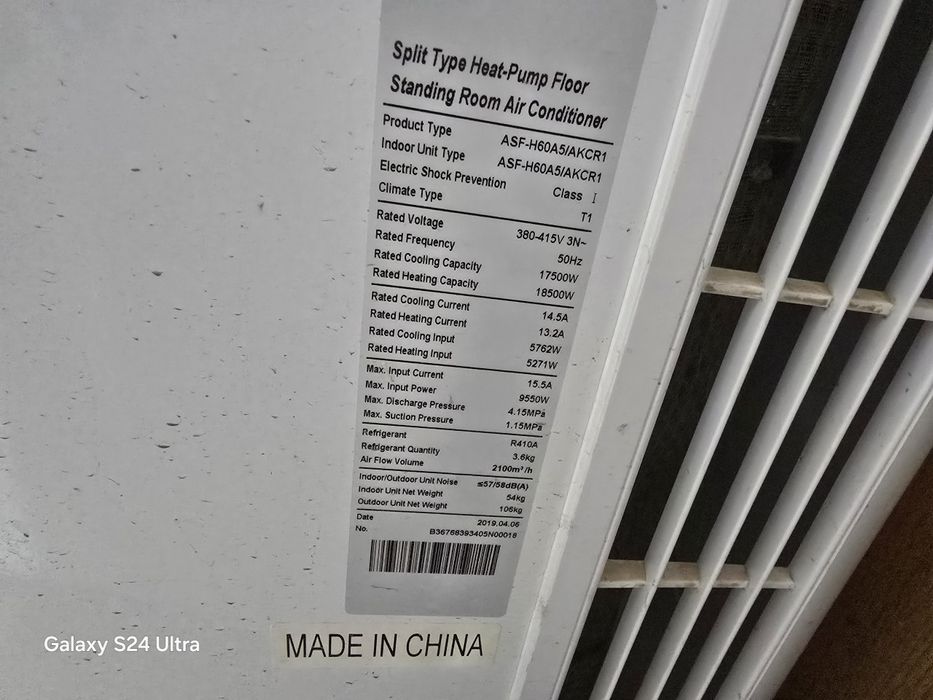 Split Type Heat-Pump Floor
Standing Room Air Conditioner
Product Type ASF-H60A5/AKCR1
Indoor Unit Type ASF-H60A5/AKCR1
Electric Shock Prevention Class I
Climate Type T1
Rated Voltage 380-415V 3N~
Rated Frequency 50Hz
Rated Cooling Capacity 17500W
Rated Heating Capacity 18500W
Rated Cooling Current 14.5A
Rated Heating Current 13.2A
Rated Cooling Input 5762W
Rated Heating Input 5271W
Max. Input Current 15.5A
Max. Input Power 9550W
Max. Discharge Pressure 4.15MPa
Max. Suction Pressure 1.15MPa
Refrigerant R410A
Refrigerant Quantity 3.6kg
Air Flow Volume 2100m³/h
Indoor/Outdoor Unit Noise ≤57/58dB(A)
Indoor Unit Net Weight 54kg
Outdoor Unit Net Weight 106kg
Date 2019.04.06
No. B36768393405N00016
MADE IN CHINA
Galaxy S24 Ultra